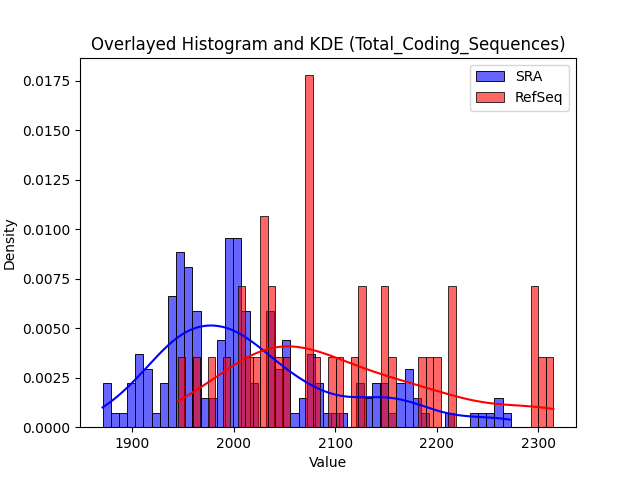 Overlayed Histogram and KDE (Total_Coding_Sequences)
SRA
RefSeq
0.0175
0.0150
0.0125
0.0100
0.0075
0.0050
0.0025
0.0000
Density
1900 2000 2100 2200 2300
Value